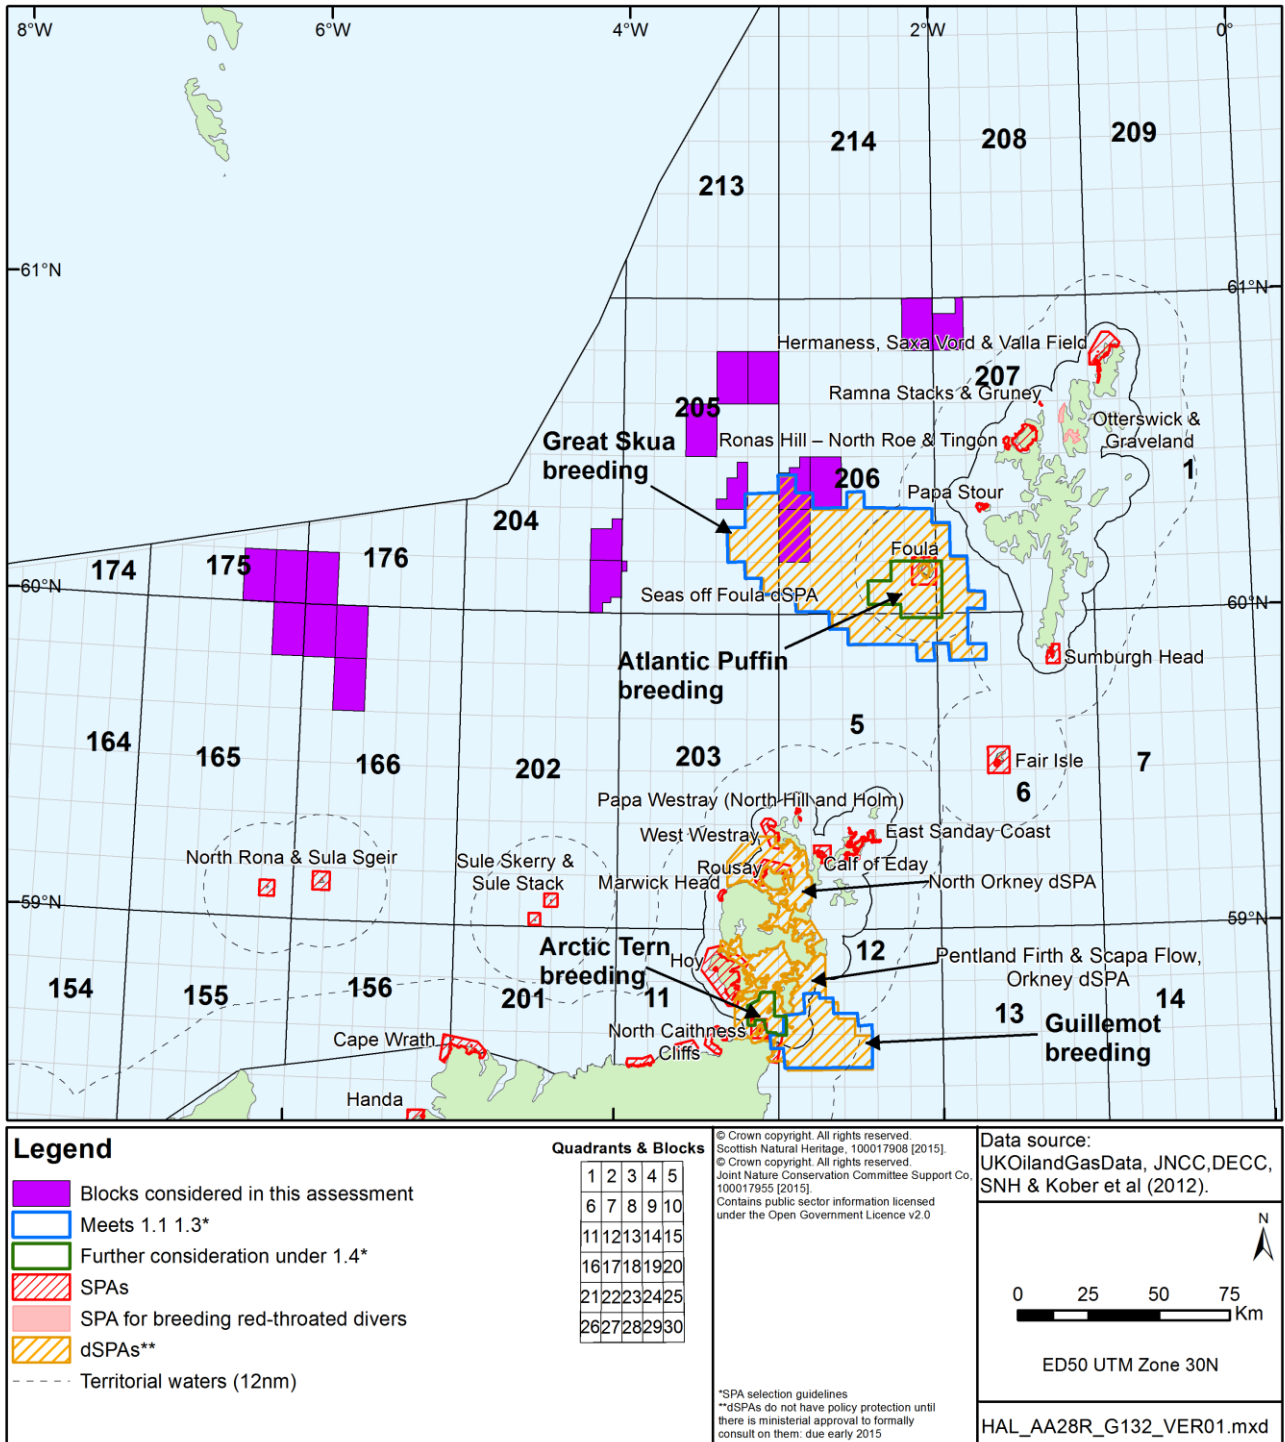 8°W
6°W
4°W
2°W
0°
214
208
209
213
61°N
61°N
Hermaness, Saxa Vord & Valla Field
207
Ramna Stacks & Gruney
205
Otterswick &
Graveland
Great Skua
breeding
Ronas Hill – North Roe & Tingon
1
206
Papa Stour
204
Foula
176
175
174
60°N
Seas off Foula dSPA
60°N
Atlantic Puffin
breeding
Sumburgh Head
5
164
165
166
202
203
7
Fair Isle
6
Papa Westray (North Hill and Holm)
West Westray
East Sanday Coast
North Rona & Sula Sgeir
Sule Skerry &
Sule Stack
Rousay
Calf of Eday
Marwick Head
North Orkney dSPA
59°N
59°N
Arctic Tern
breeding
12
Hoy
Pentland Firth & Scapa Flow,
Orkney dSPA
154
155
156
201
11
13
14
Guillemot
breeding
North Caithness
Cliffs
Cape Wrath
Handa
Legend
Blocks considered in this assessment
Meets 1.1 1.3*
Further consideration under 1.4*
SPAs
SPA for breeding red-throated divers
dSPAs**
Territorial waters (12nm)
Quadrants & Blocks
1 2 3 4 5
6 7 8 9 10
11 12 13 14 15
16 17 18 19 20
21 22 23 24 25
26 27 28 29 30
© Crown copyright. All rights reserved.
Scottish Natural Heritage, 100017908 [2015].
© Crown copyright. All rights reserved.
Joint Nature Conservation Committee Support Co,
100017955 [2015].
Contains public sector information licensed
under the Open Government Licence v2.0
*SPA selection guidelines
**dSPAs do not have policy protection until
there is ministerial approval to formally
consult on them: due early 2015
Data source:
UKOilandGasData, JNCC,DECC,
SNH & Kober et al (2012).
N
0 25 50 75
Km
ED50 UTM Zone 30N
HAL_AA28R_G132_VER01.mxd